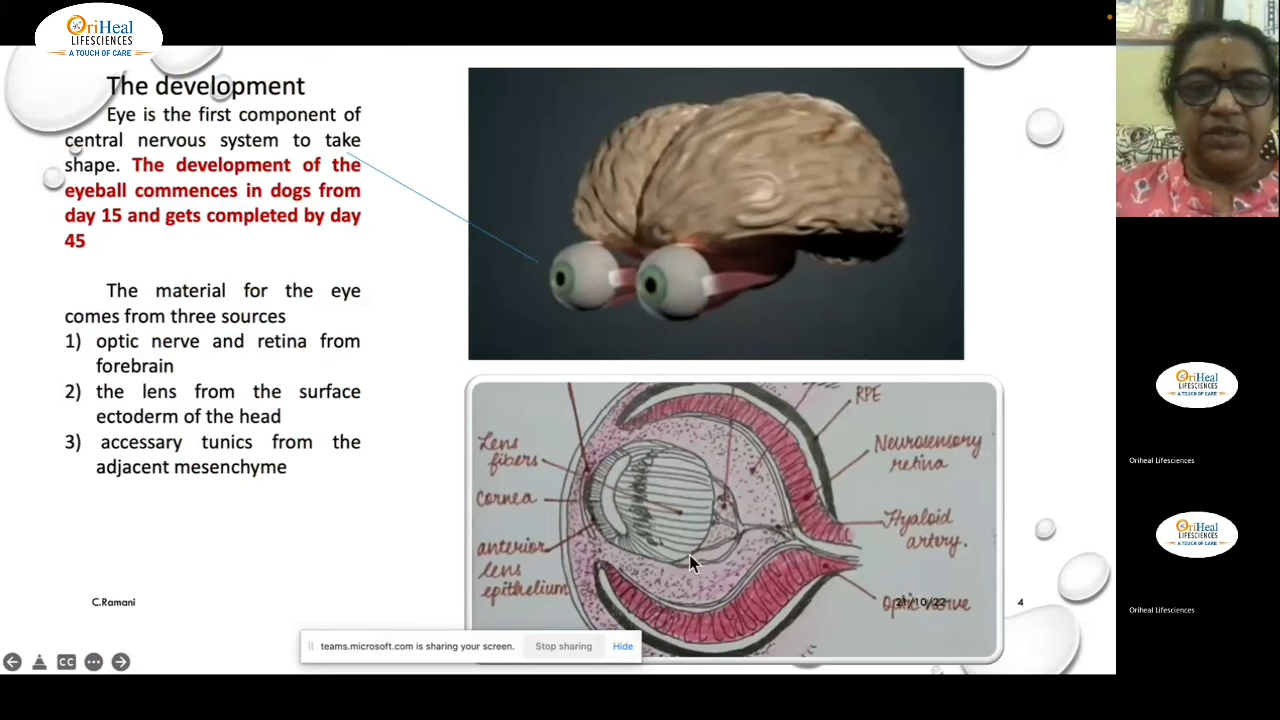 OriHeal
LIFESCIENCES
A TOUCH OF CARE
The development
Eye is the first component of
central nervous system to take
shape. The development of the
eyeball commences in dogs from
day 15 and gets completed by day
45
The material for the eye
comes from three sources
1) optic nerve and retina from
forebrain
2) the lens from the surface
ectoderm of the head
3) accessary tunics from the
adjacent mesenchyme
Lens
fibers
cornea
anterior
lens
epithelium
RPE
Neurosensory
retina
Hyaloid
artery.
Optic nerve
C.Ramani
21/10/22
4
teams.microsoft.com is sharing your screen.
Stop sharing
Hide
CC
OriHeal
LIFESCIENCES
A TOUCH OF CARE
Oriheal Lifesciences
OriHeal
LIFESCIENCES
A TOUCH OF CARE
Oriheal Lifesciences